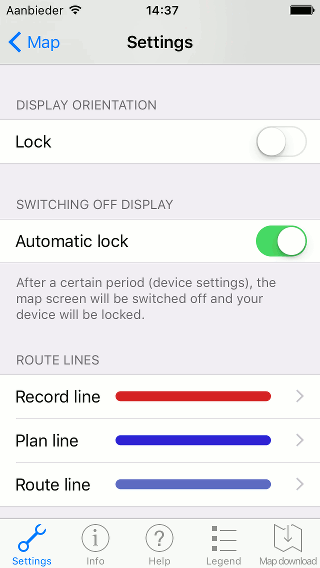 Aanbieder 14:37
Map Settings
DISPLAY ORIENTATION
Lock
SWITCHING OFF DISPLAY
Automatic lock
After a certain period (device settings), the
map screen will be switched off and your
device will be locked.
ROUTE LINES
Record line
Plan line
Route line
Settings Info Help Legend Map download